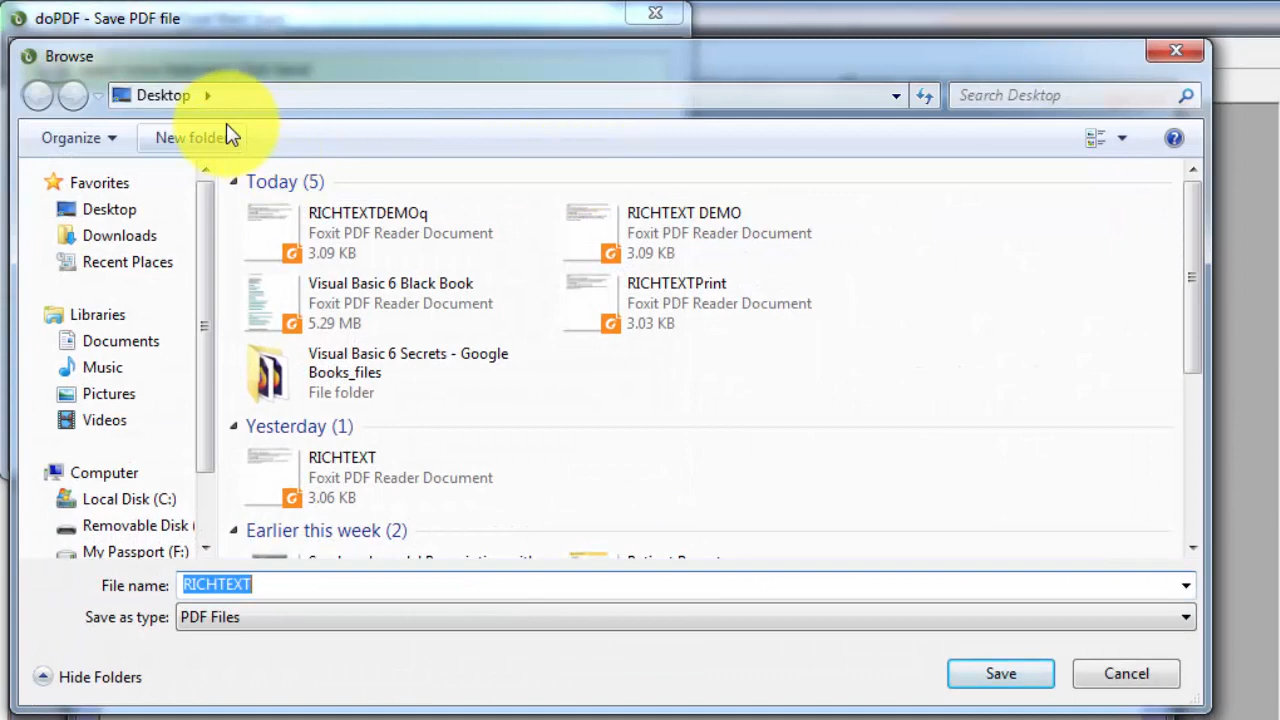 doPDF - Save PDF file
Browse
Desktop
Search Desktop
Organize
New folder
Favorites
Desktop
Downloads
Recent Places
Libraries
Documents
Music
Pictures
Videos
Computer
Local Disk (C:)
Removable Disk
My Passport (F:)
Today (5)
RICHTEXTDEMOq
Foxit PDF Reader Document
3.09 KB
RICHTEXT DEMO
Foxit PDF Reader Document
3.09 KB
Visual Basic 6 Black Book
Foxit PDF Reader Document
5.29 MB
RICHTEXTPrint
Foxit PDF Reader Document
3.03 KB
Visual Basic 6 Secrets - Google
Books_files
File folder
Yesterday (1)
RICHTEXT
Foxit PDF Reader Document
3.06 KB
Earlier this week (2)
File name: RICHTEXT
Save as type: PDF Files
Hide Folders
Save
Cancel